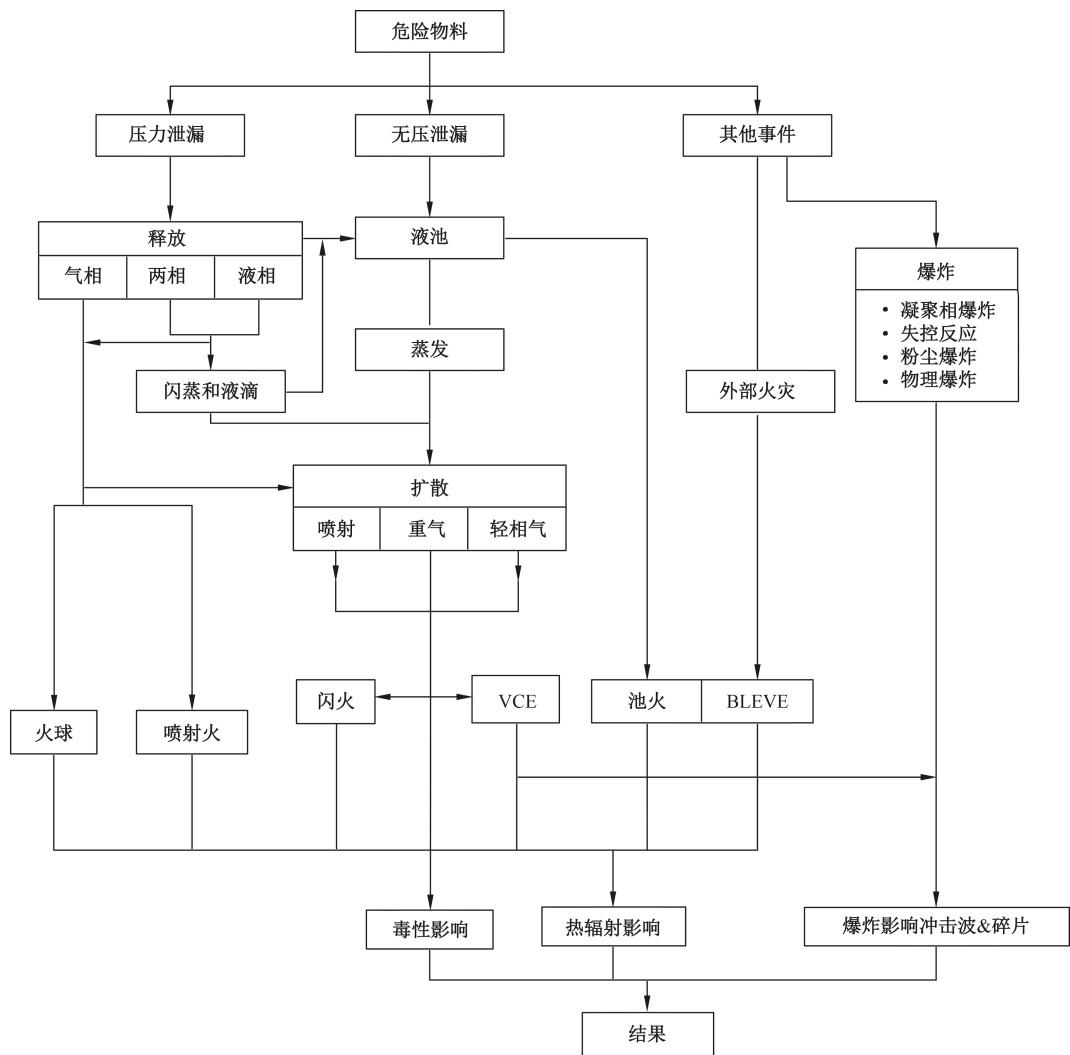 危险物料
压力泄漏
无压泄漏
其他事件
释放
气相
两相
液相
液池
爆炸
• 凝聚相爆炸
• 失控反应
• 粉尘爆炸
• 物理爆炸
蒸发
闪蒸和液滴
外部火灾
扩散
喷射
重气
轻相气
闪火
VCE
池火
BLEVE
火球
喷射火
毒性影响
热辐射影响
爆炸影响冲击波&碎片
结果